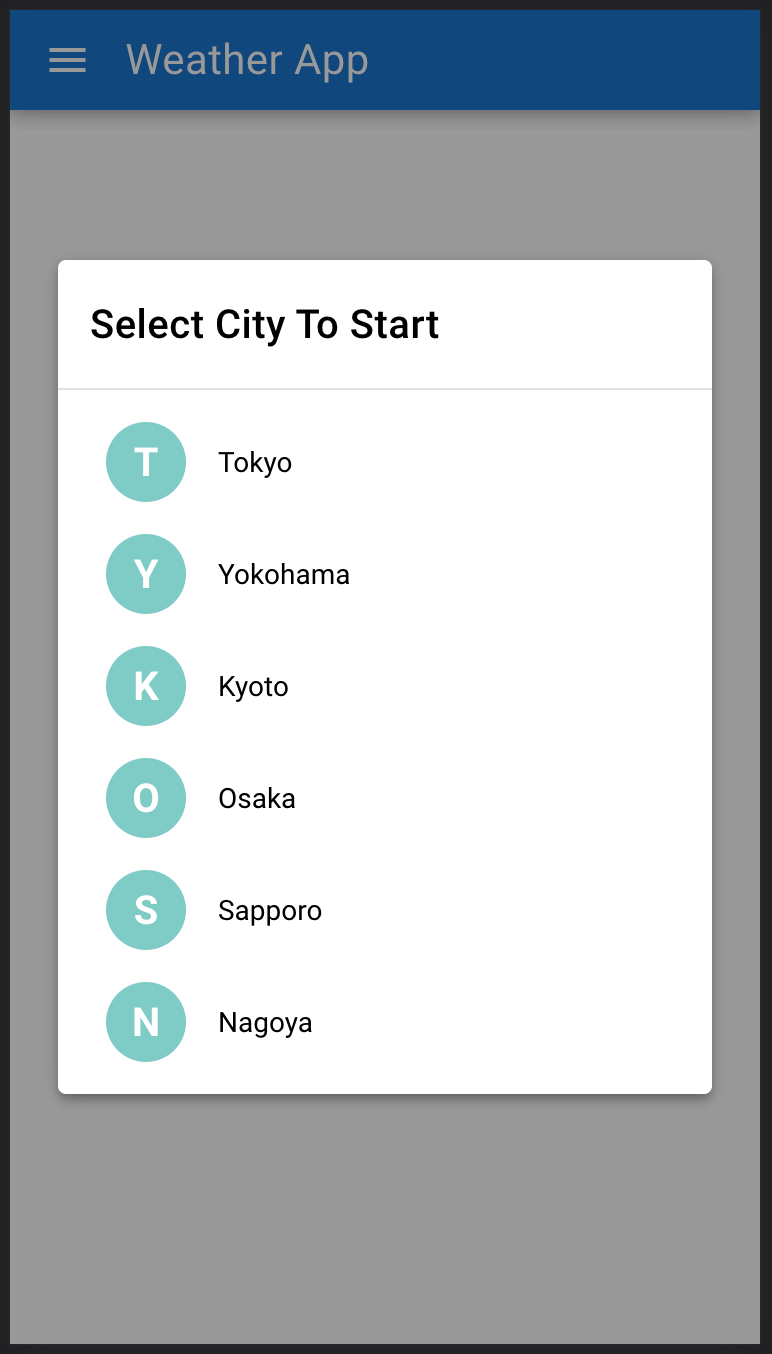 Weather App
Select City To Start
T Tokyo
Y Yokohama
K Kyoto
O Osaka
S Sapporo
N Nagoya